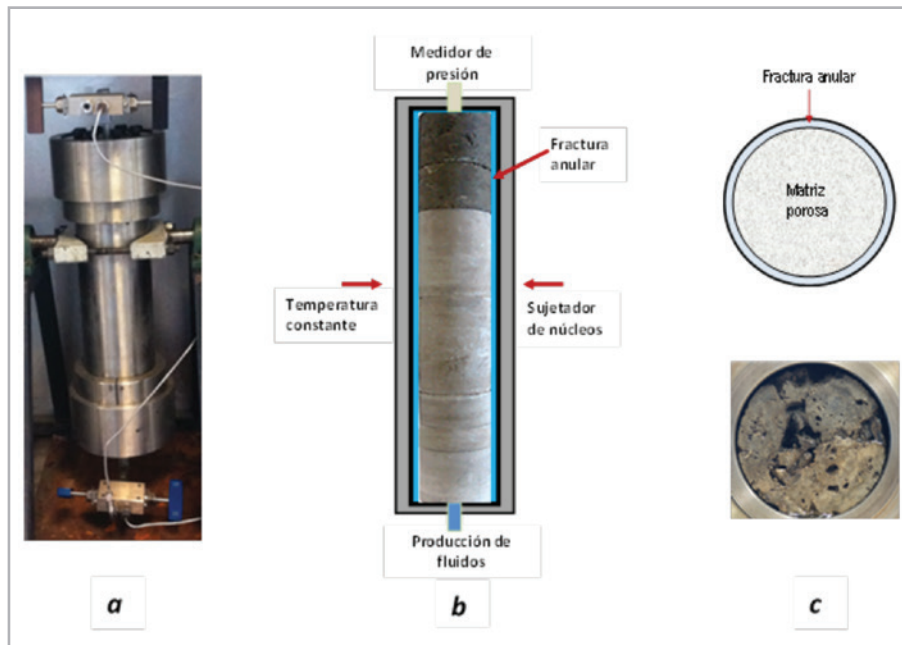 Medidor de
presión
Fractura
anular
Temperatura
constante
Sujetador
de núcleos
Producción de
fluidos
Fractura anular
Matriz
porosa
a
b
c